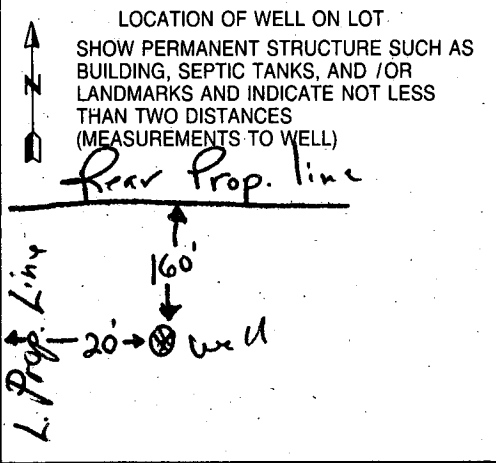 LOCATION OF WELL ON LOT
SHOW PERMANENT STRUCTURE SUCH AS
BUILDING, SEPTIC TANKS, AND / OR
LANDMARKS AND INDICATE NOT LESS
THAN TWO DISTANCES
(MEASUREMENTS TO WELL)
N
Rear Prop. line
160'
L. Prop. Line
20' well